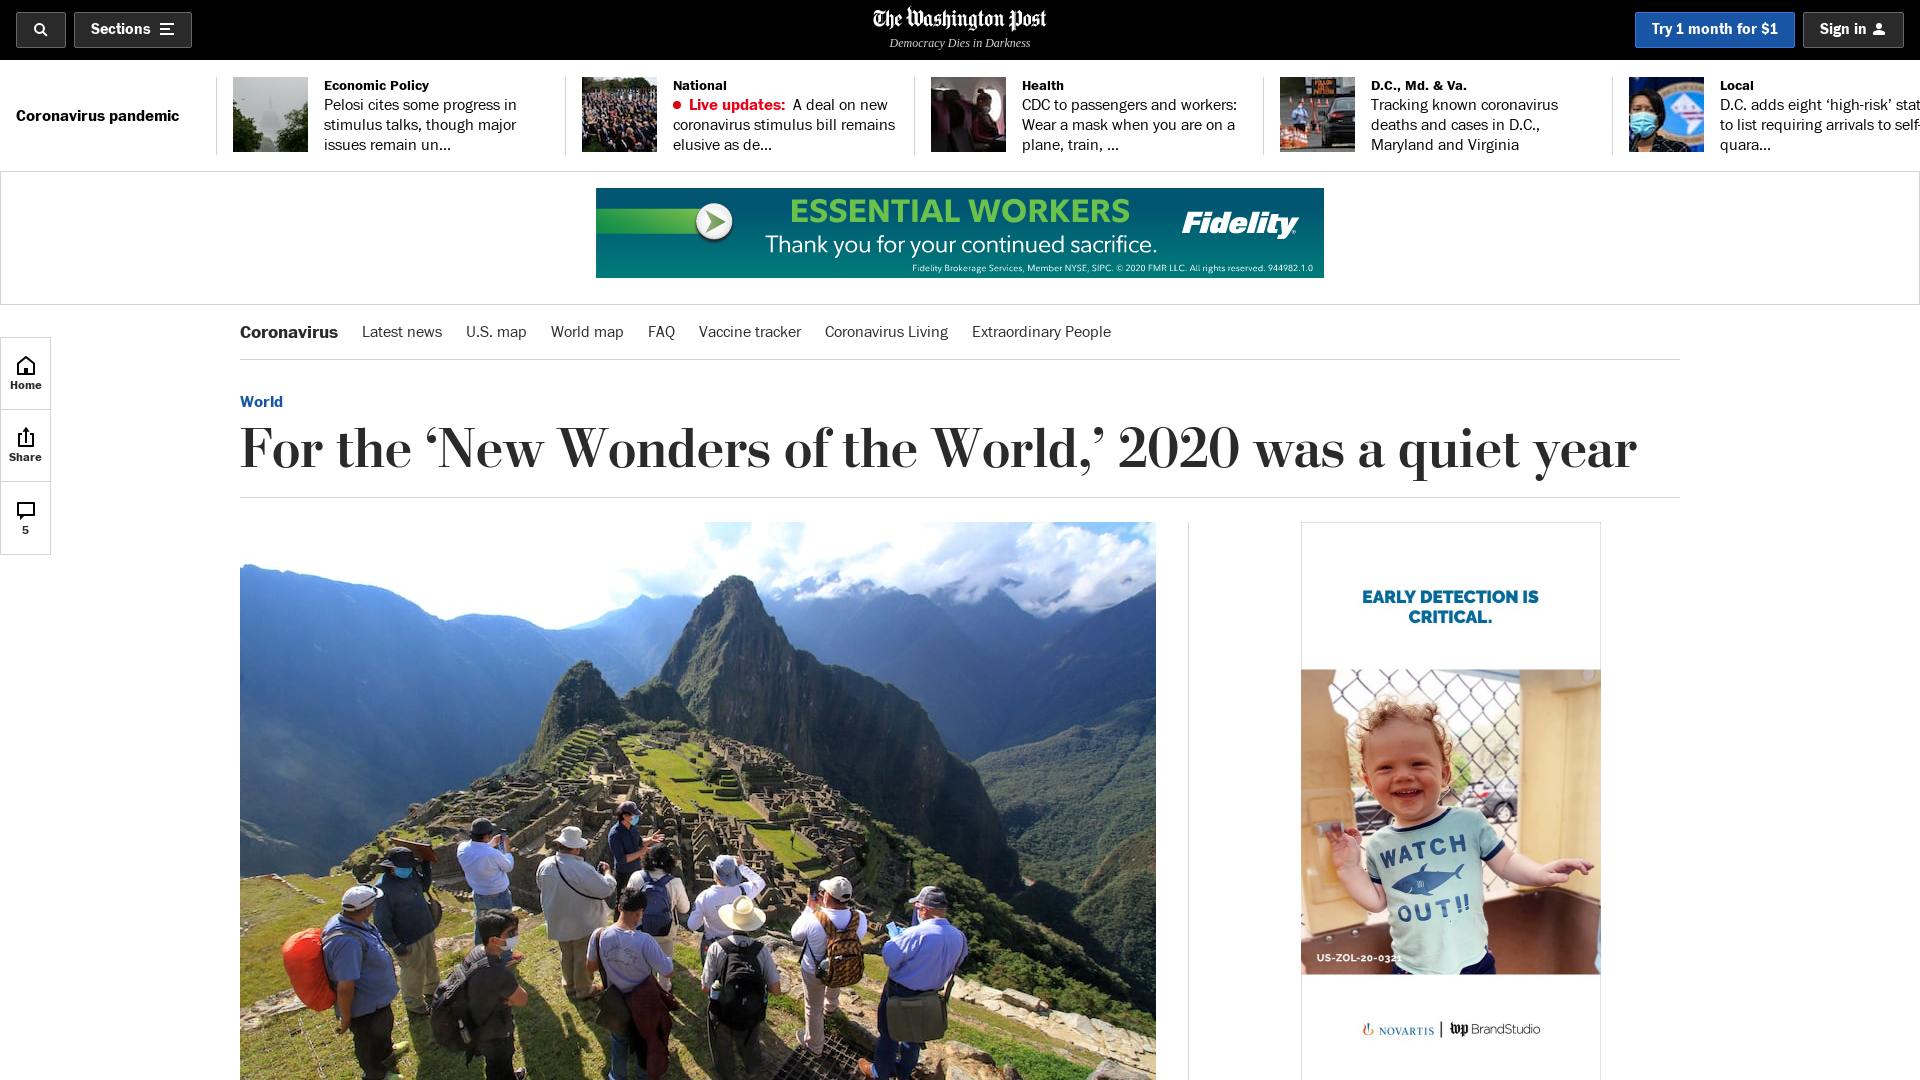 Sections
The Washington Post
Democracy Dies in Darkness
Try 1 month for $1
Sign in
Coronavirus pandemic
Economic Policy
Pelosi cites some progress in
stimulus talks, though major
issues remain un...
National
Live updates: A deal on new
coronavirus stimulus bill remains
elusive as de...
Health
CDC to passengers and workers:
Wear a mask when you are on a
plane, train, ...
D.C., Md. & Va.
Tracking known coronavirus
deaths and cases in D.C.,
Maryland and Virginia
Local
D.C. adds eight ‘high-risk’ stat
to list requiring arrivals to self-
quara...
ESSENTIAL WORKERS
Thank you for your continued sacrifice.
Fidelity
Fidelity Brokerage Services, Member NYSE, SIPC. © 2020 FMR LLC. All rights reserved. 944982.1.0
Coronavirus Latest news U.S. map World map FAQ Vaccine tracker Coronavirus Living Extraordinary People
Home
Share
5
World
For the ‘New Wonders of the World,’ 2020 was a quiet year
EARLY DETECTION IS
CRITICAL.
WATCH
OUT!!
US-ZOL-20-0321
NOVARTIS | wp BrandStudio